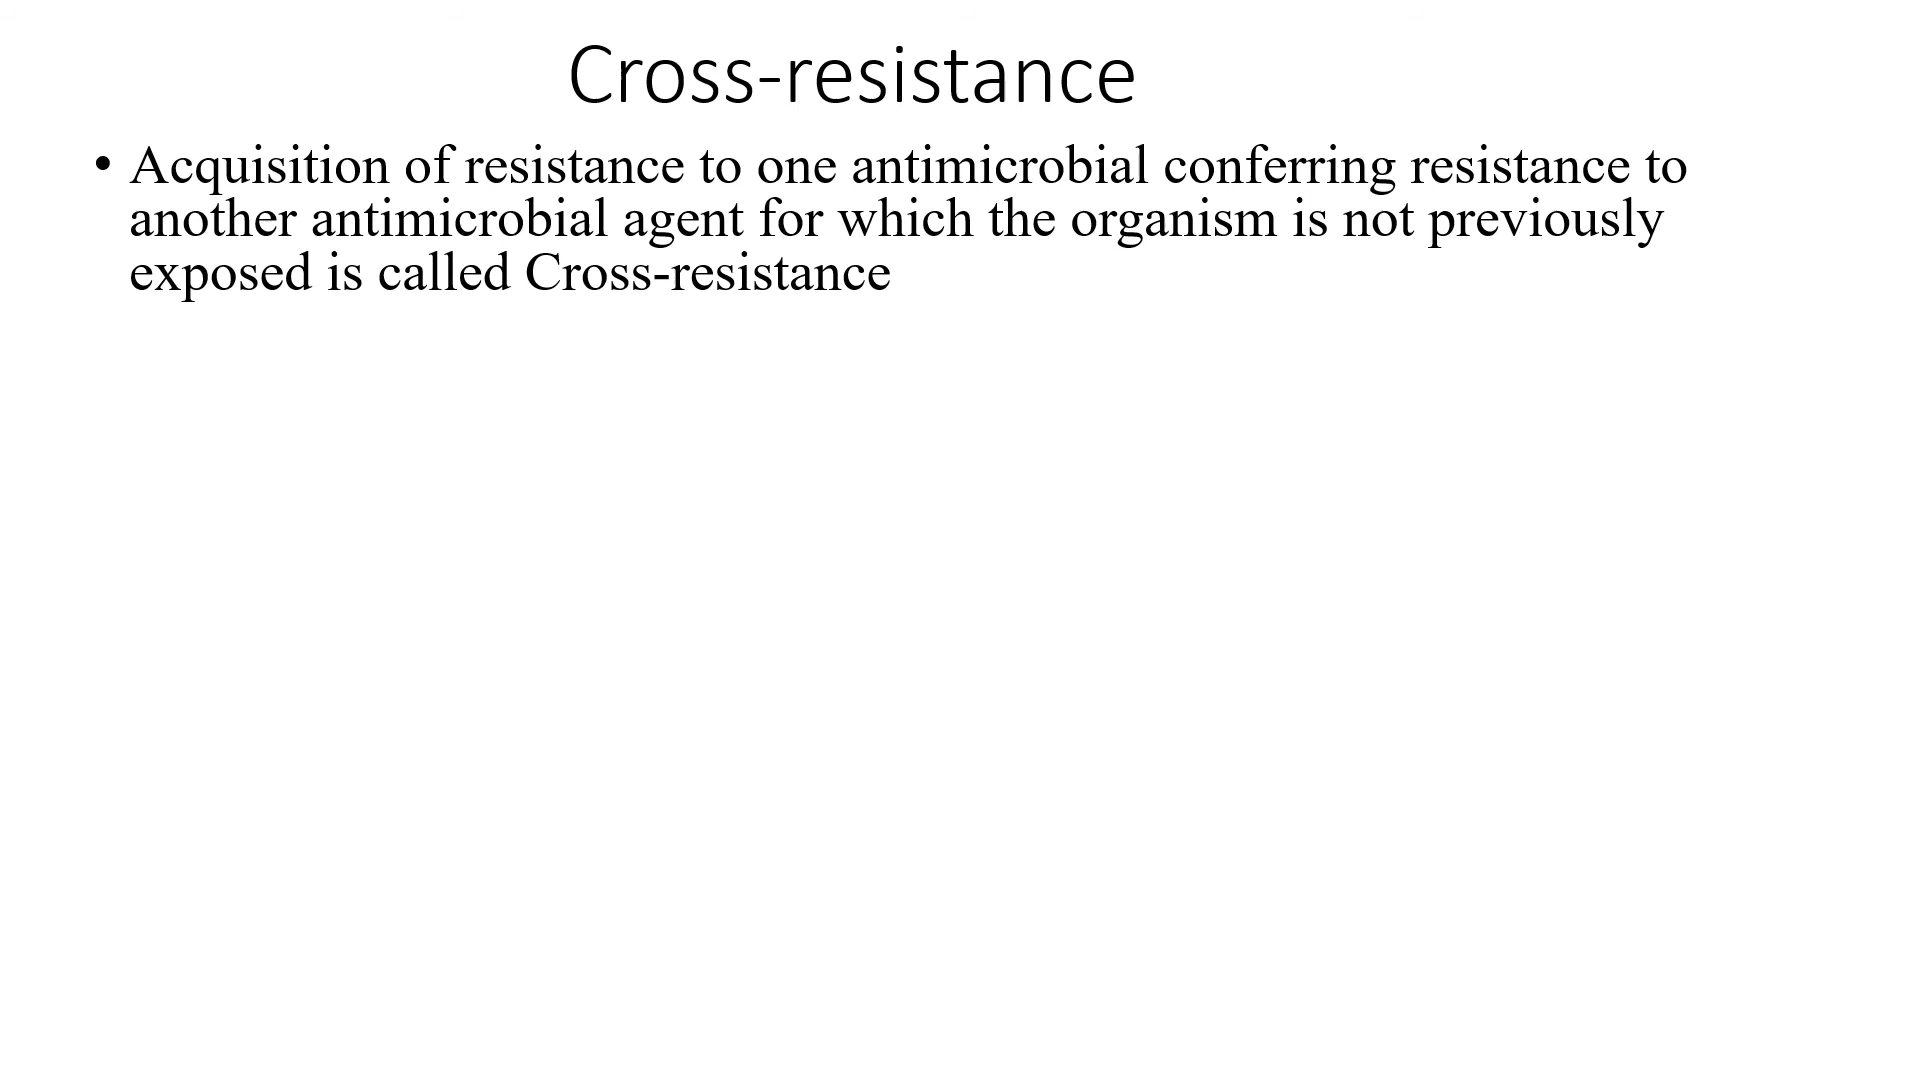 Cross-resistance
• Acquisition of resistance to one antimicrobial conferring resistance to
another antimicrobial agent for which the organism is not previously
exposed is called Cross-resistance